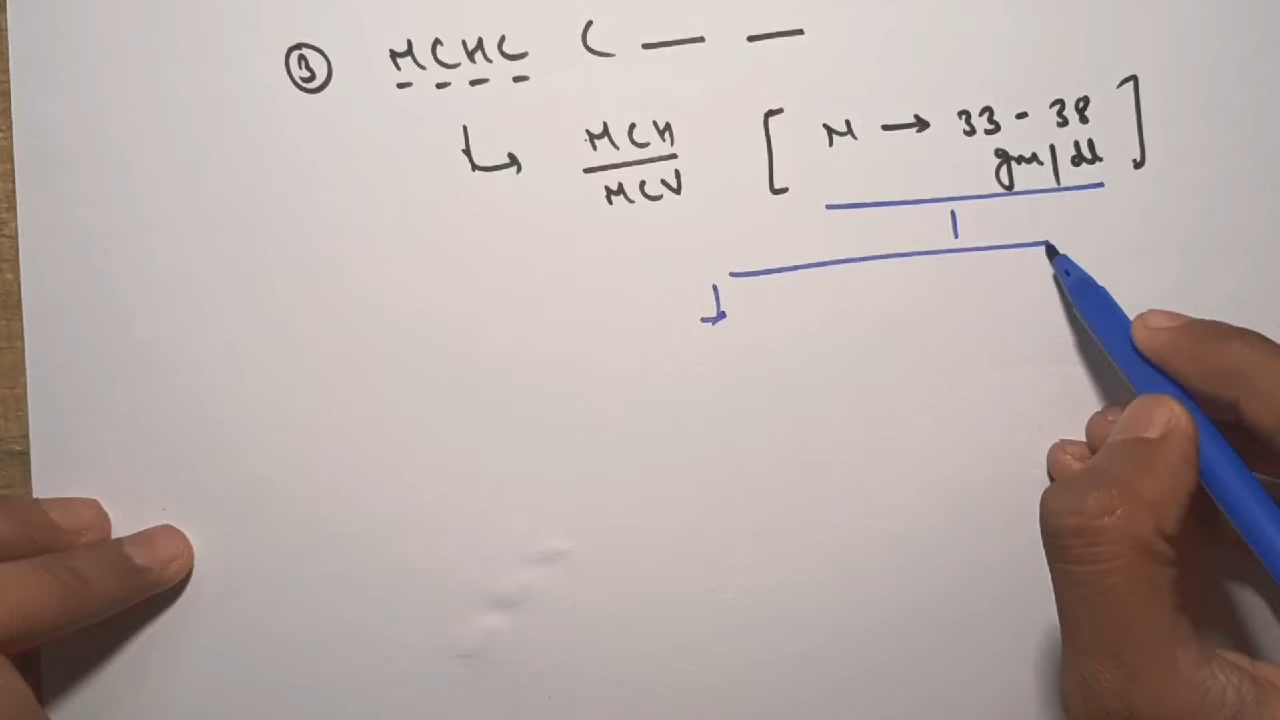 ③ MCHC ( — —
↳ MCH [ N → 33 - 38 ]
MCV gm/dl